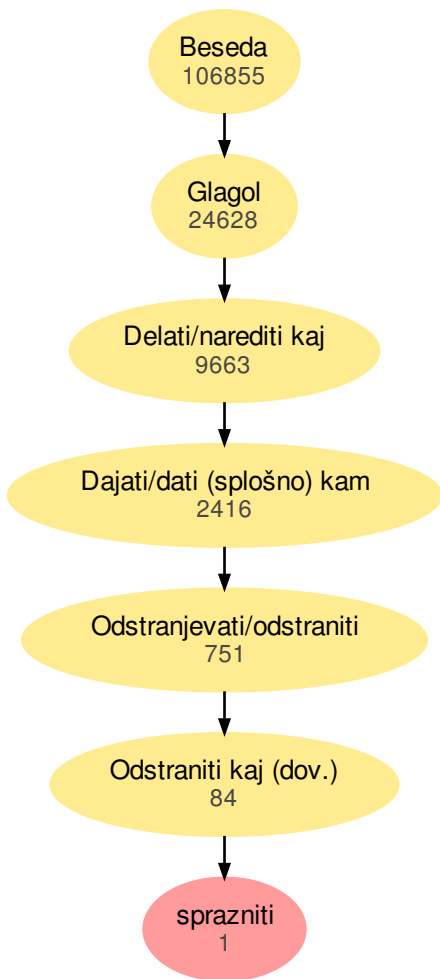 Beseda
106855
Glagol
24628
Delati/narediti kaj
9663
Dajati/dati (splošno) kam
2416
Odstranjevati/odstraniti
751
Odstraniti kaj (dov.)
84
sprazniti
1